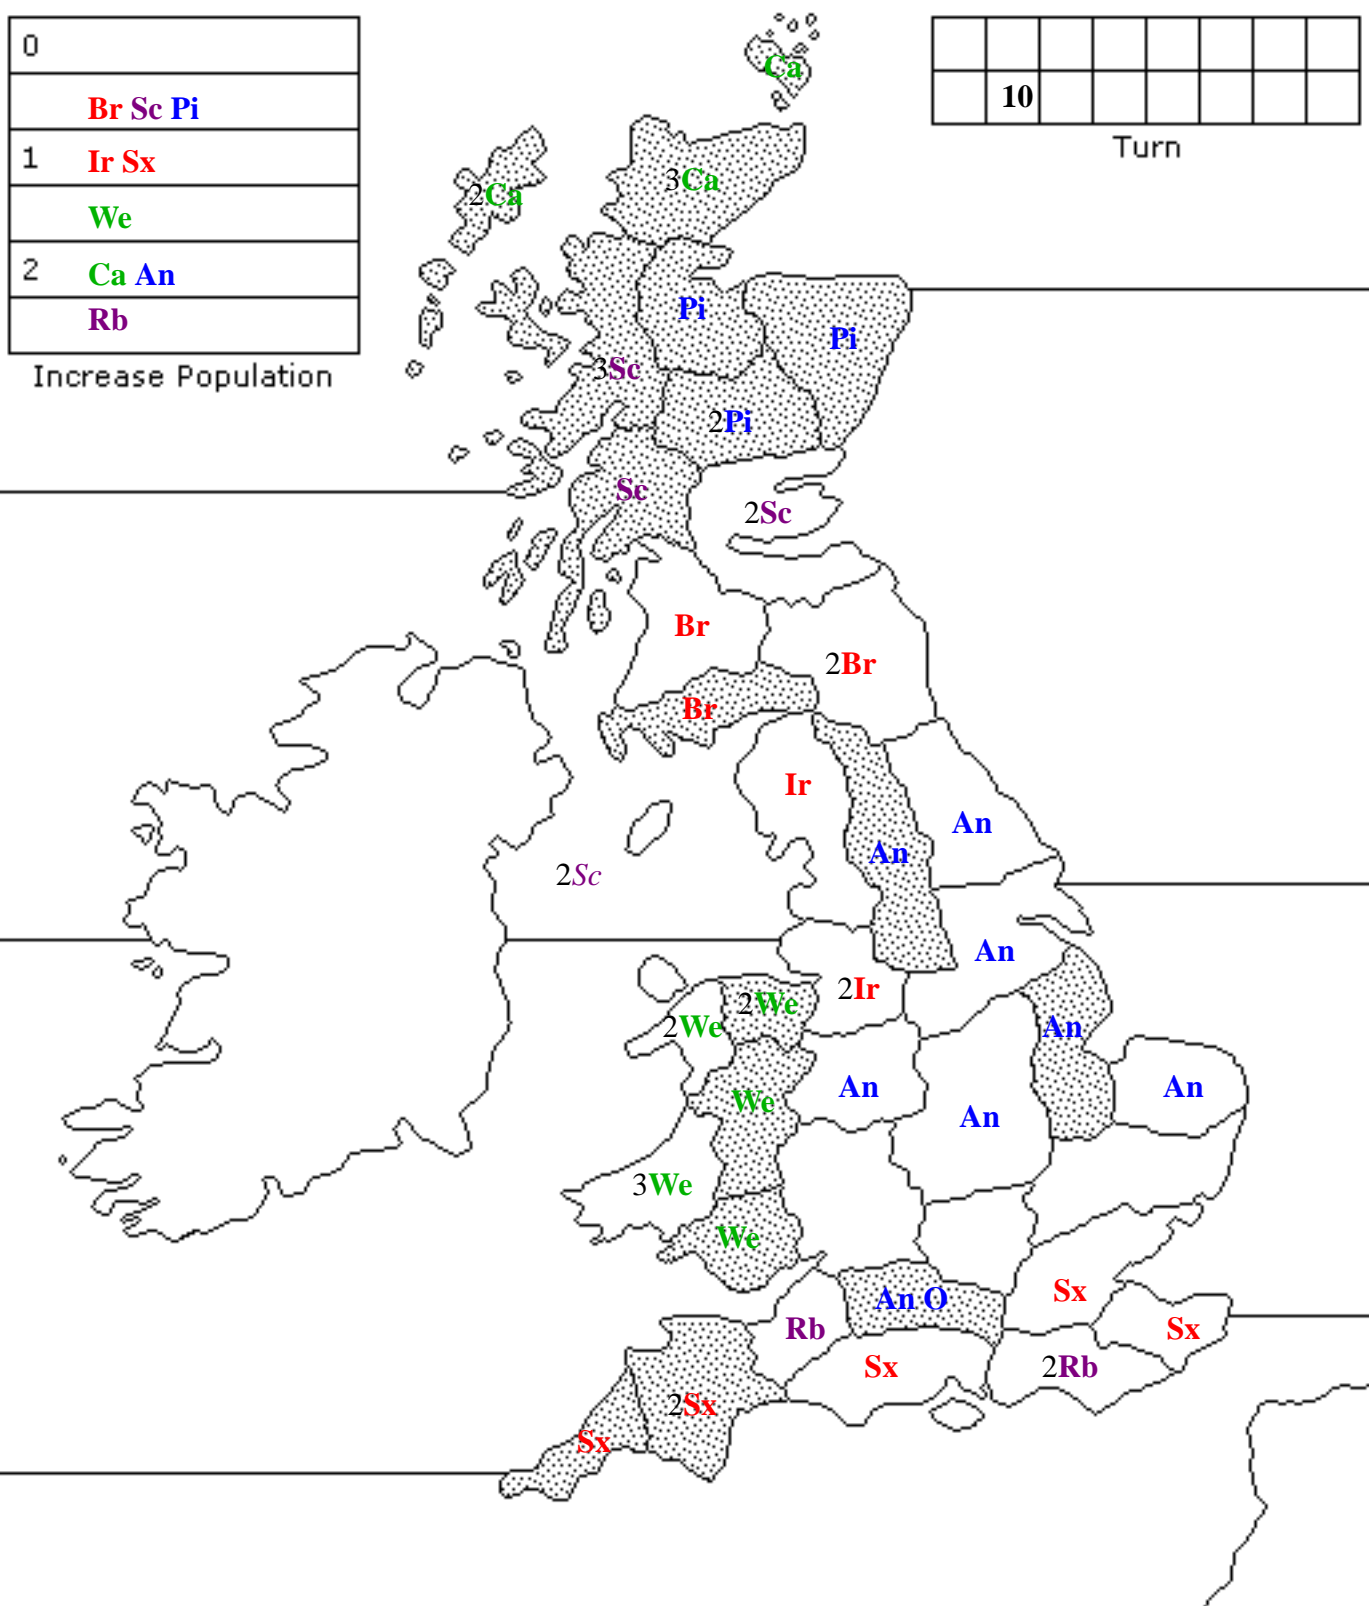 0
Br Sc Pi
1 Ir Sx
We
2 Ca An
Rb
Increase Population
10
Turn
Ca
3Ca
2Ca
Pi
Pi
3Sc
2Pi
Sc
2Sc
Br
2Br
Br
Ir
An
An
2Sc
An
2Ir
2We
2We
An
An
An
We
An
3We
We
Sx
An O
Rb
Sx
Sx
2Rb
2Sx
Sx